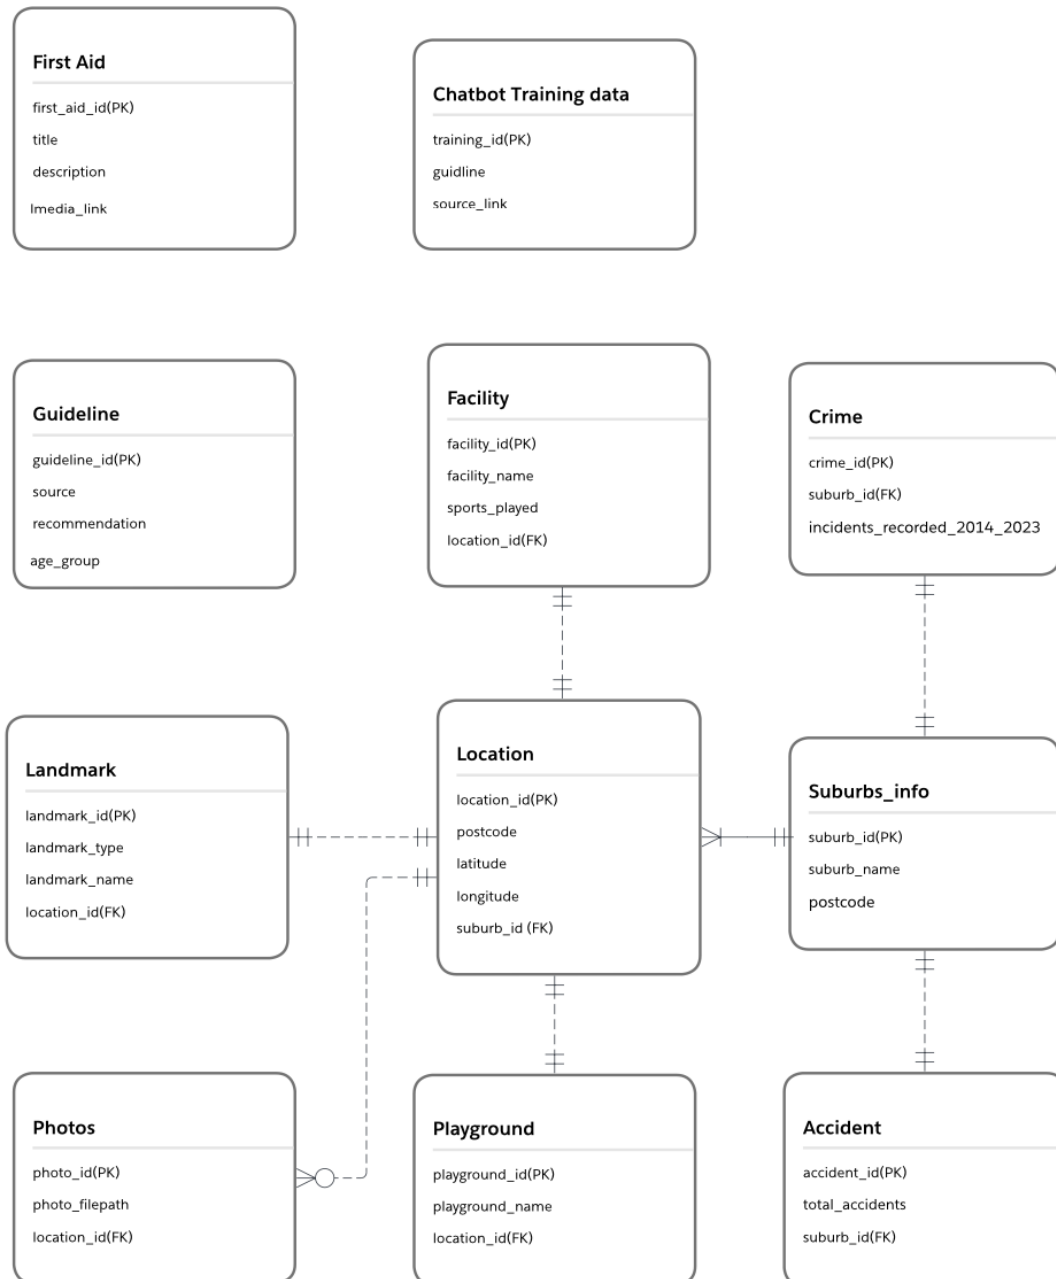 First Aid
first_aid_id(PK)
title
description
lmedia_link
Chatbot Training data
training_id(PK)
guidline
source_link
Guideline
guideline_id(PK)
source
recommendation
age_group
Facility
facility_id(PK)
facility_name
sports_played
location_id(FK)
Crime
crime_id(PK)
suburb_id(FK)
incidents_recorded_2014_2023
Landmark
landmark_id(PK)
landmark_type
landmark_name
location_id(FK)
Location
location_id(PK)
postcode
latitude
longitude
suburb_id (FK)
Suburbs_info
suburb_id(PK)
suburb_name
postcode
Photos
photo_id(PK)
photo_filepath
location_id(FK)
Playground
playground_id(PK)
playground_name
location_id(FK)
Accident
accident_id(PK)
total_accidents
suburb_id(FK)